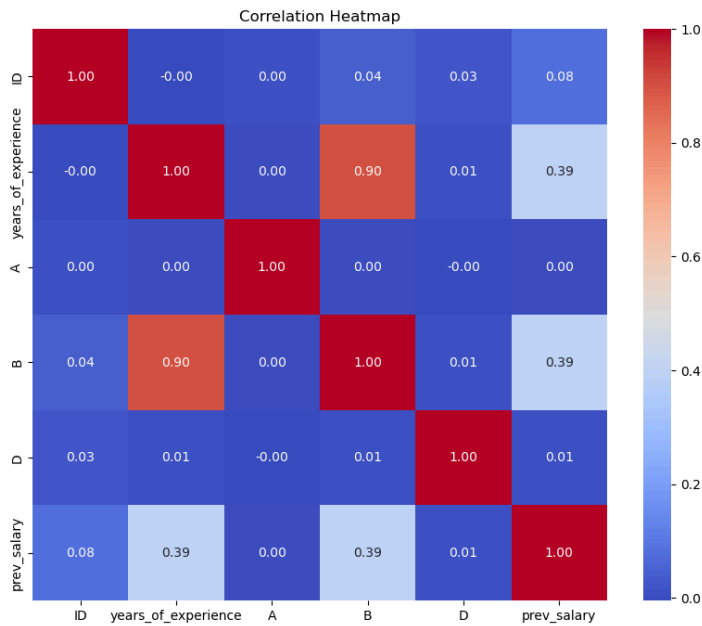 Correlation Heatmap
ID
1.00 -0.00 0.00 0.04 0.03 0.08
years_of_experience
-0.00 1.00 0.00 0.90 0.01 0.39
A
0.00 0.00 1.00 0.00 -0.00 0.00
B
0.04 0.90 0.00 1.00 0.01 0.39
D
0.03 0.01 -0.00 0.01 1.00 0.01
prev_salary
0.08 0.39 0.00 0.39 0.01 1.00
ID years_of_experience A B D prev_salary
1.0
0.8
0.6
0.4
0.2
0.0